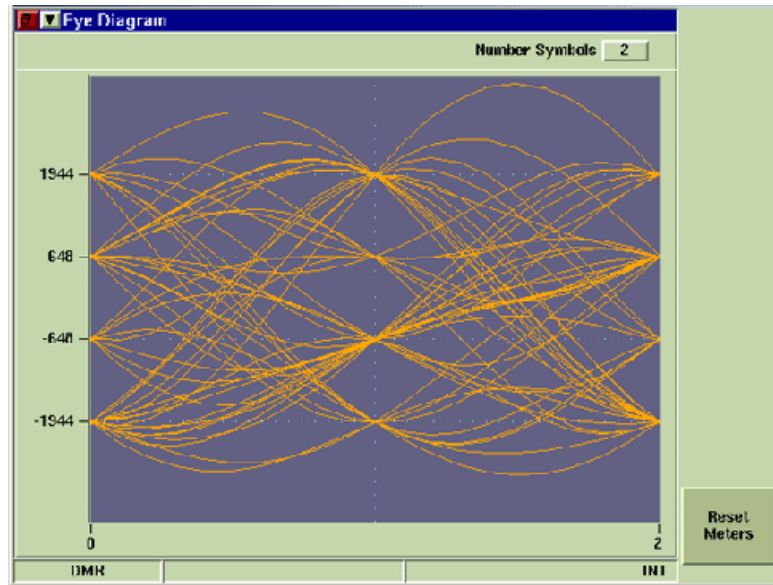 Eye Diagram
Number Symbols 2
1944
648
-648
-1944
0 2
Reset
Meters
DMR INT